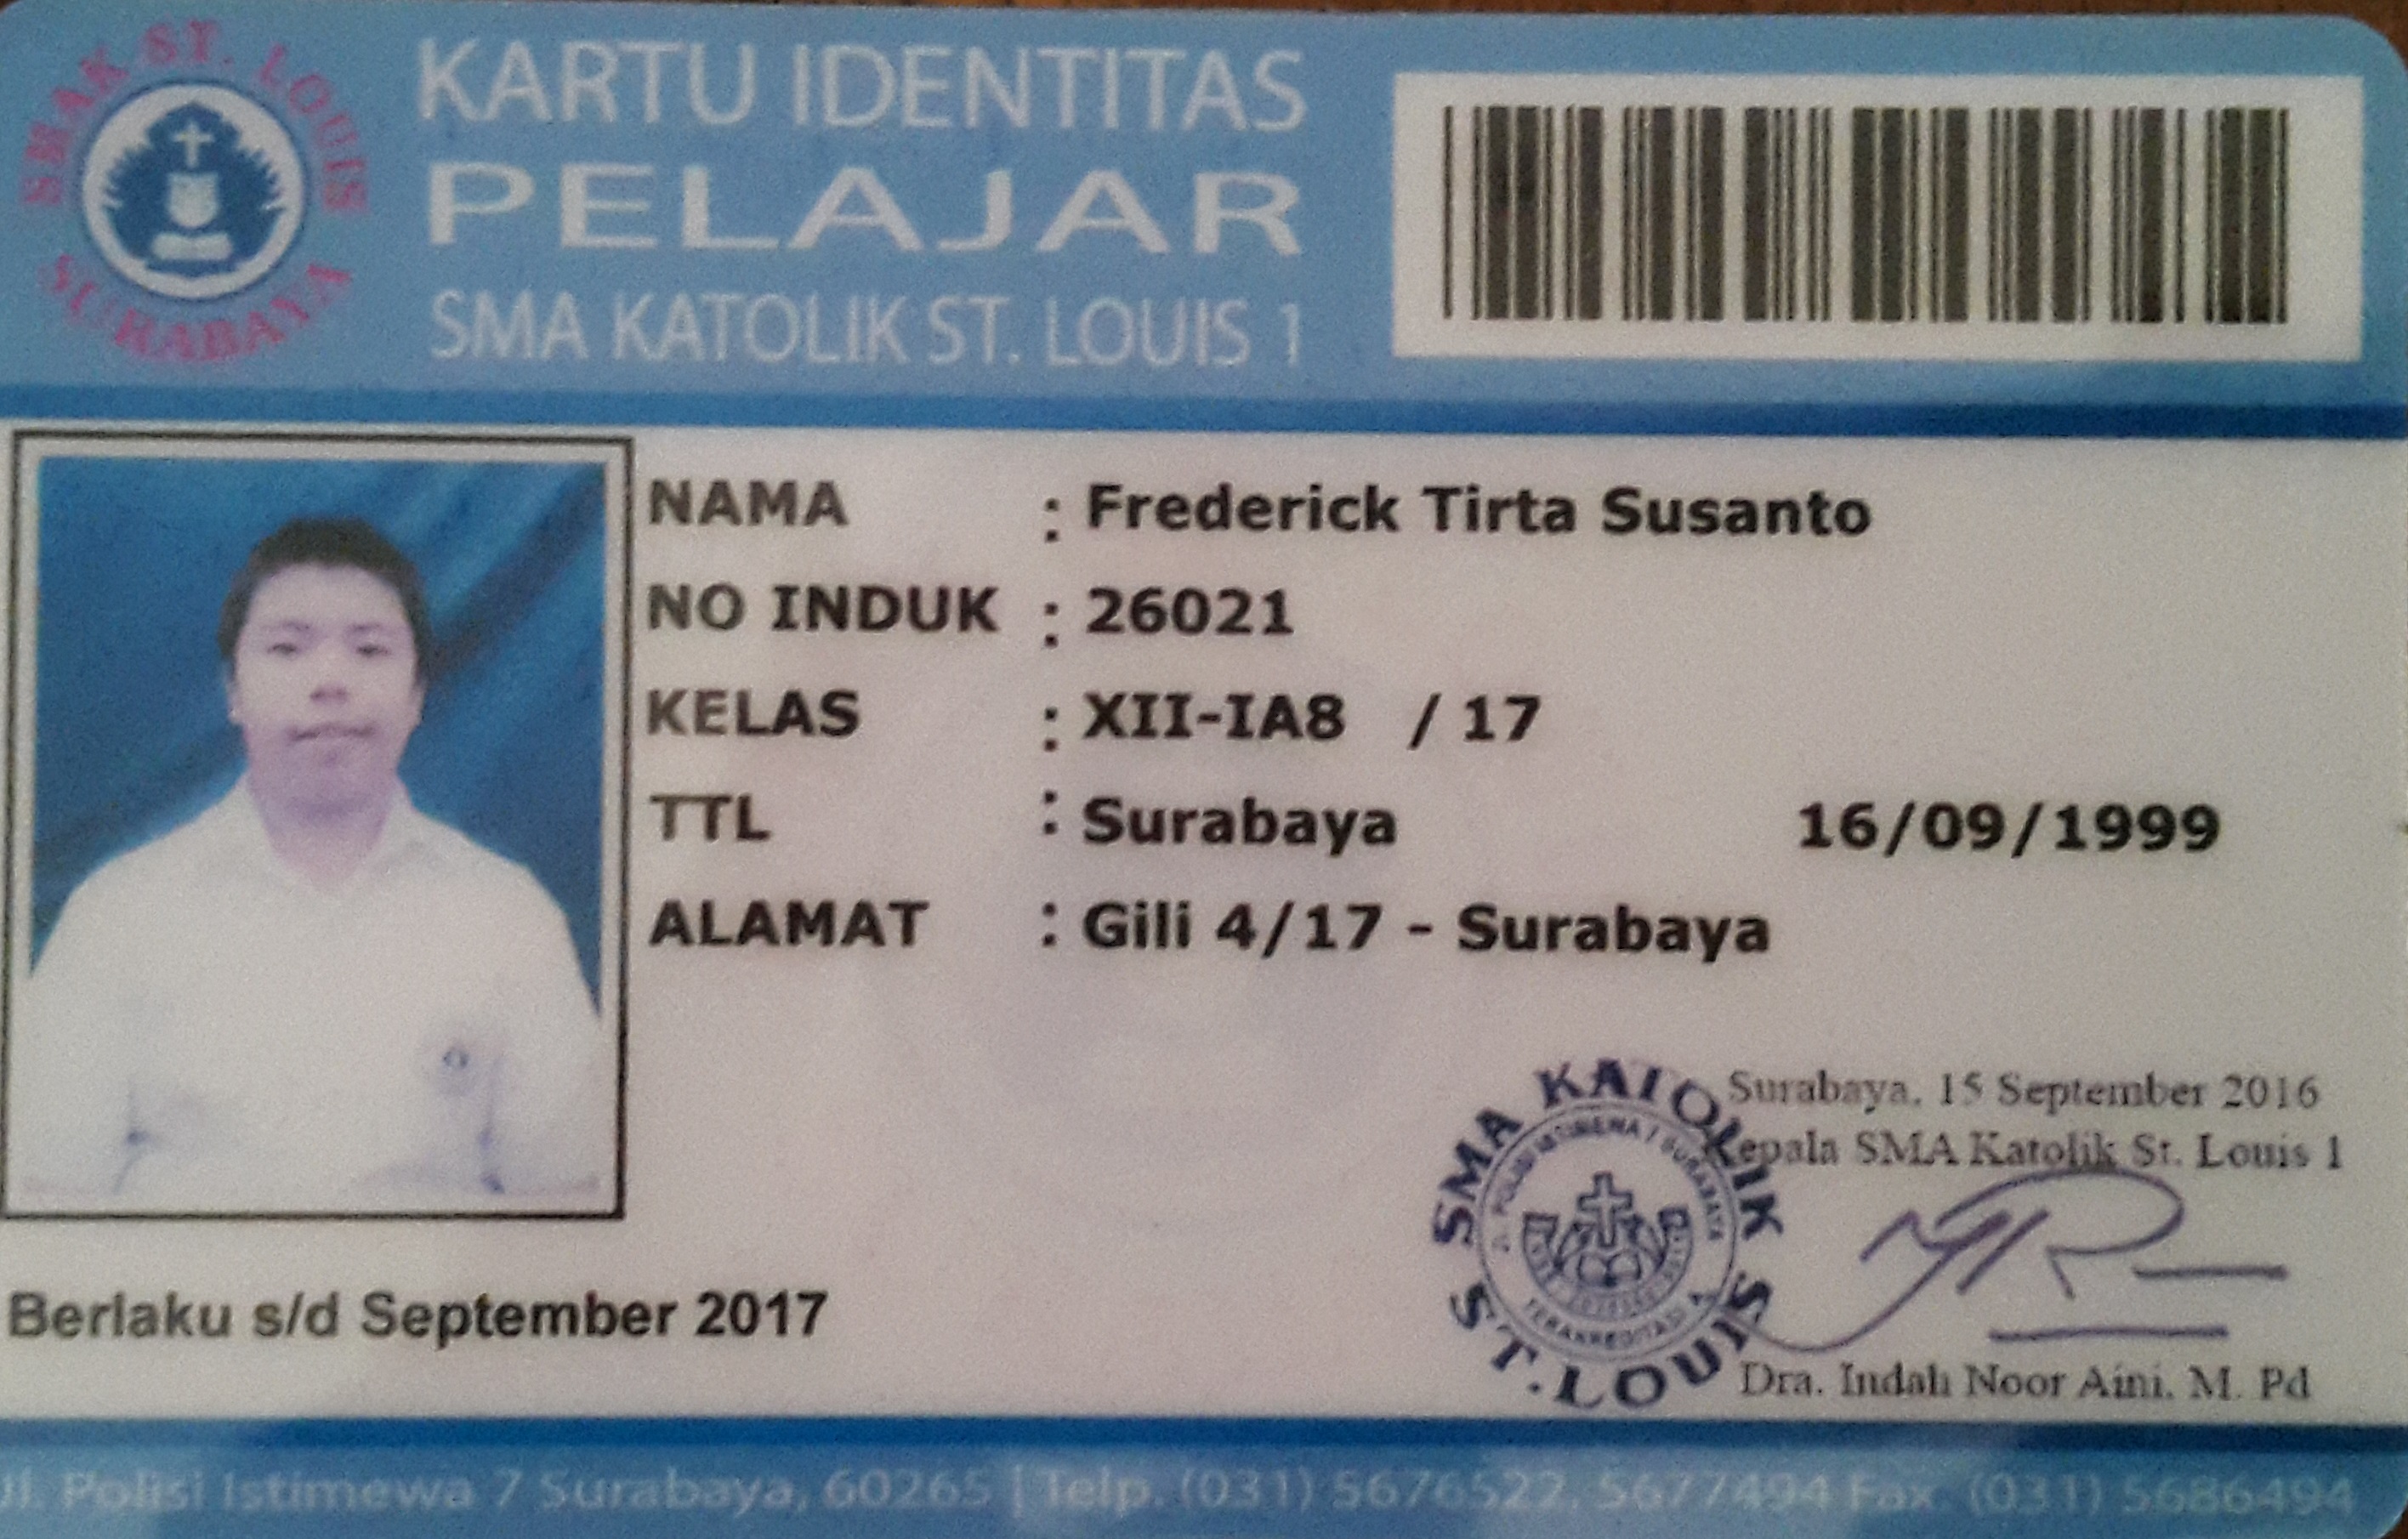 SMAK ST. LOUIS
SURABAYA
KARTU IDENTITAS
PELAJAR
SMA KATOLIK ST. LOUIS 1
NAMA : Frederick Tirta Susanto
NO INDUK : 26021
KELAS : XII-IA8 / 17
TTL : Surabaya 16/09/1999
ALAMAT : Gili 4/17 - Surabaya
Surabaya, 15 September 2016
Kepala SMA Katolik St. Louis 1
SMA KATOLIK
ST. LOUIS
JL. POLISI ISTIMEWA 7 SURABAYA
TERAKREDITASI A
Dra. Indah Noor Aini, M. Pd
Berlaku s/d September 2017
Jl. Polisi Istimewa 7 Surabaya, 60265 | Telp. (031) 5676522, 5677494 Fax. (031) 5686494